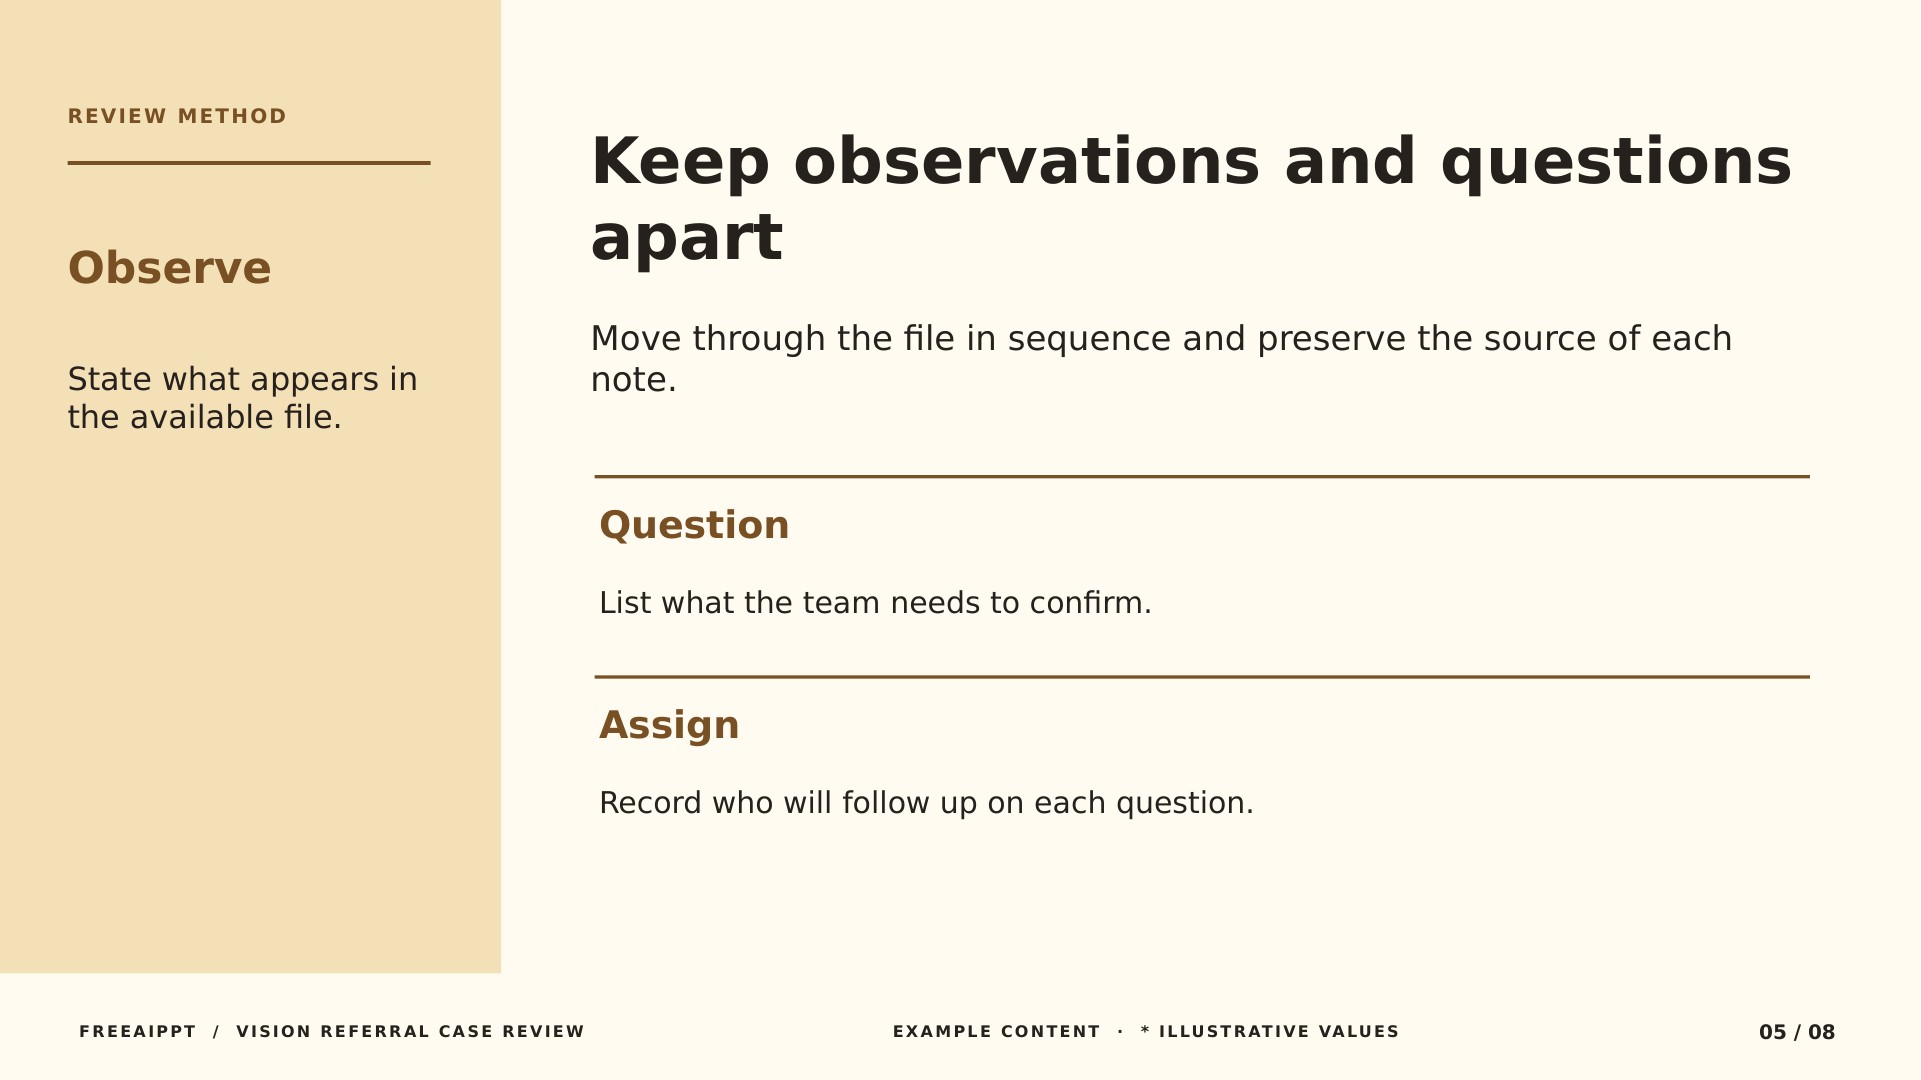 REVIEW METHOD
Observe
State what appears in
the available file.
Keep observations and questions
apart
Move through the file in sequence and preserve the source of each
note.
Question
List what the team needs to confirm.
Assign
Record who will follow up on each question.
FREEAIPPT / VISION REFERRAL CASE REVIEW
EXAMPLE CONTENT · * ILLUSTRATIVE VALUES
05 / 08